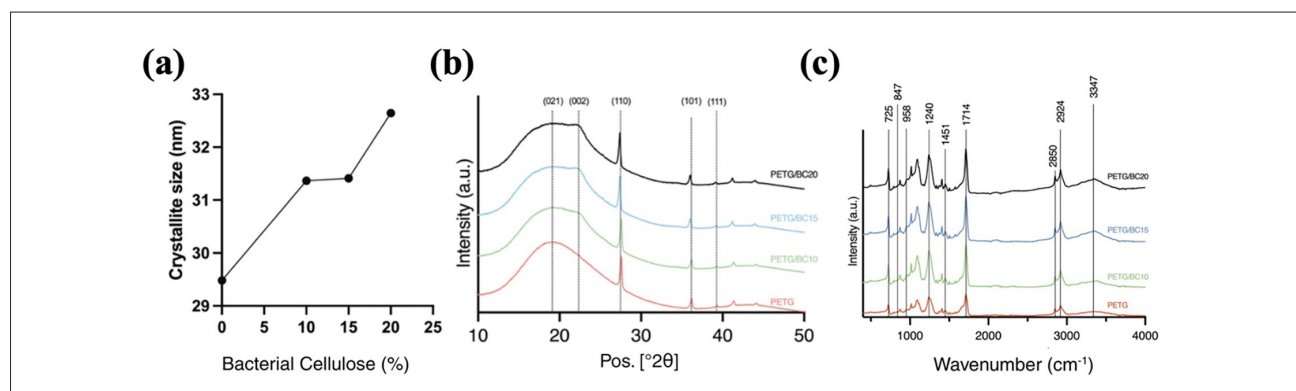 (a)
33
32
31
30
29
0 5 10 15 20 25
Crystallite size (nm)
Bacterial Cellulose (%)
(b)
(021) (002) (110) (101) (111)
PETG/BC20
PETG/BC15
PETG/BC10
PETG
Intensity (a.u.)
10 20 30 40 50
Pos. [°2θ]
(c)
725 847 958 1240 1451 1714 2850 2924 3347
PETG/BC20
PETG/BC15
PETG/BC10
PETG
Intensity (a.u.)
1000 2000 3000 4000
Wavenumber (cm⁻¹)